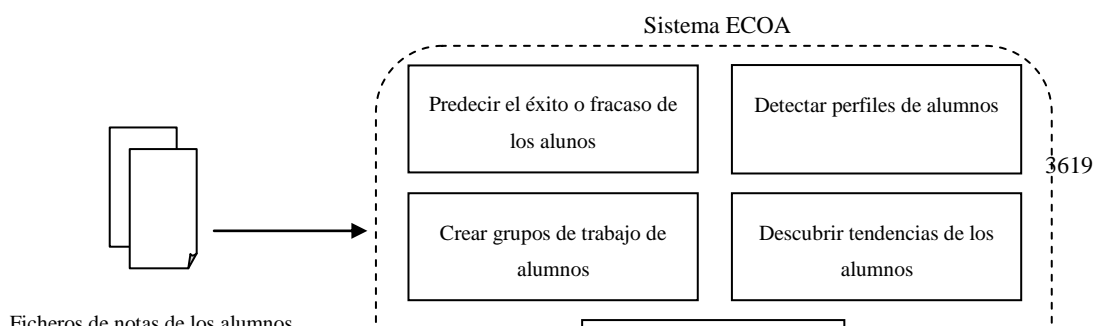 Sistema ECOA
Predecir el éxito o fracaso de
los alunos
Detectar perfiles de alumnos
3619
Crear grupos de trabajo de
alumnos
Descubrir tendencias de los
alumnos
Ficheros de notas de los alumnos